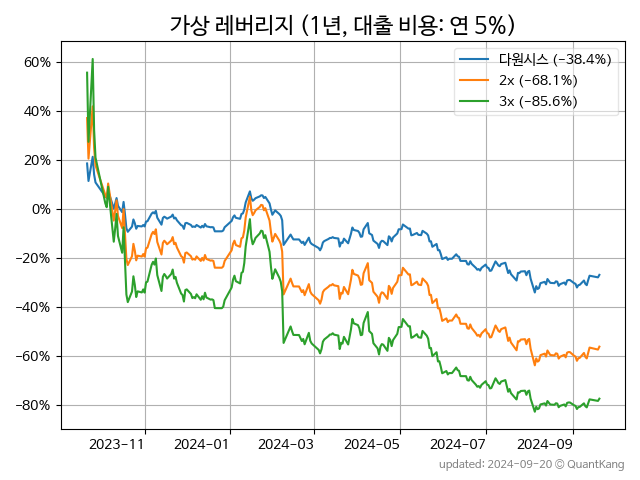 가상 레버리지 (1년, 대출 비용: 연 5%)
다원시스 (-38.4%)
2x (-68.1%)
3x (-85.6%)
60%
40%
20%
0%
-20%
-40%
-60%
-80%
2023-11 2024-01 2024-03 2024-05 2024-07 2024-09
updated: 2024-09-20 © QuantKang